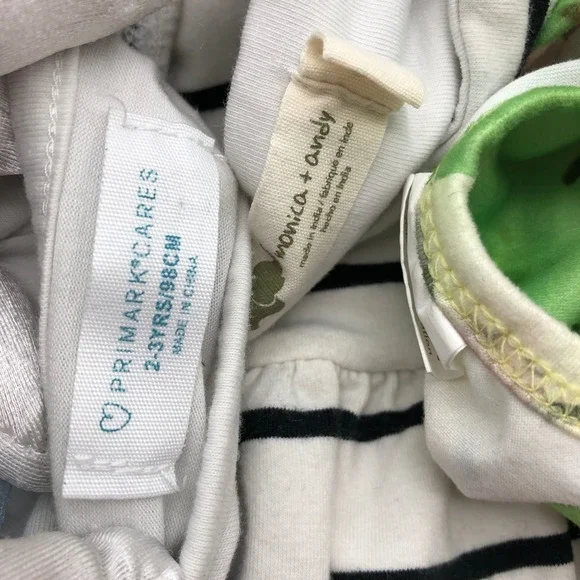 PRIMARK®CARES
2-3YRS/98CM
MADE IN CHINA
monica + andy
made in India / fabriqué en Inde
hecho en India